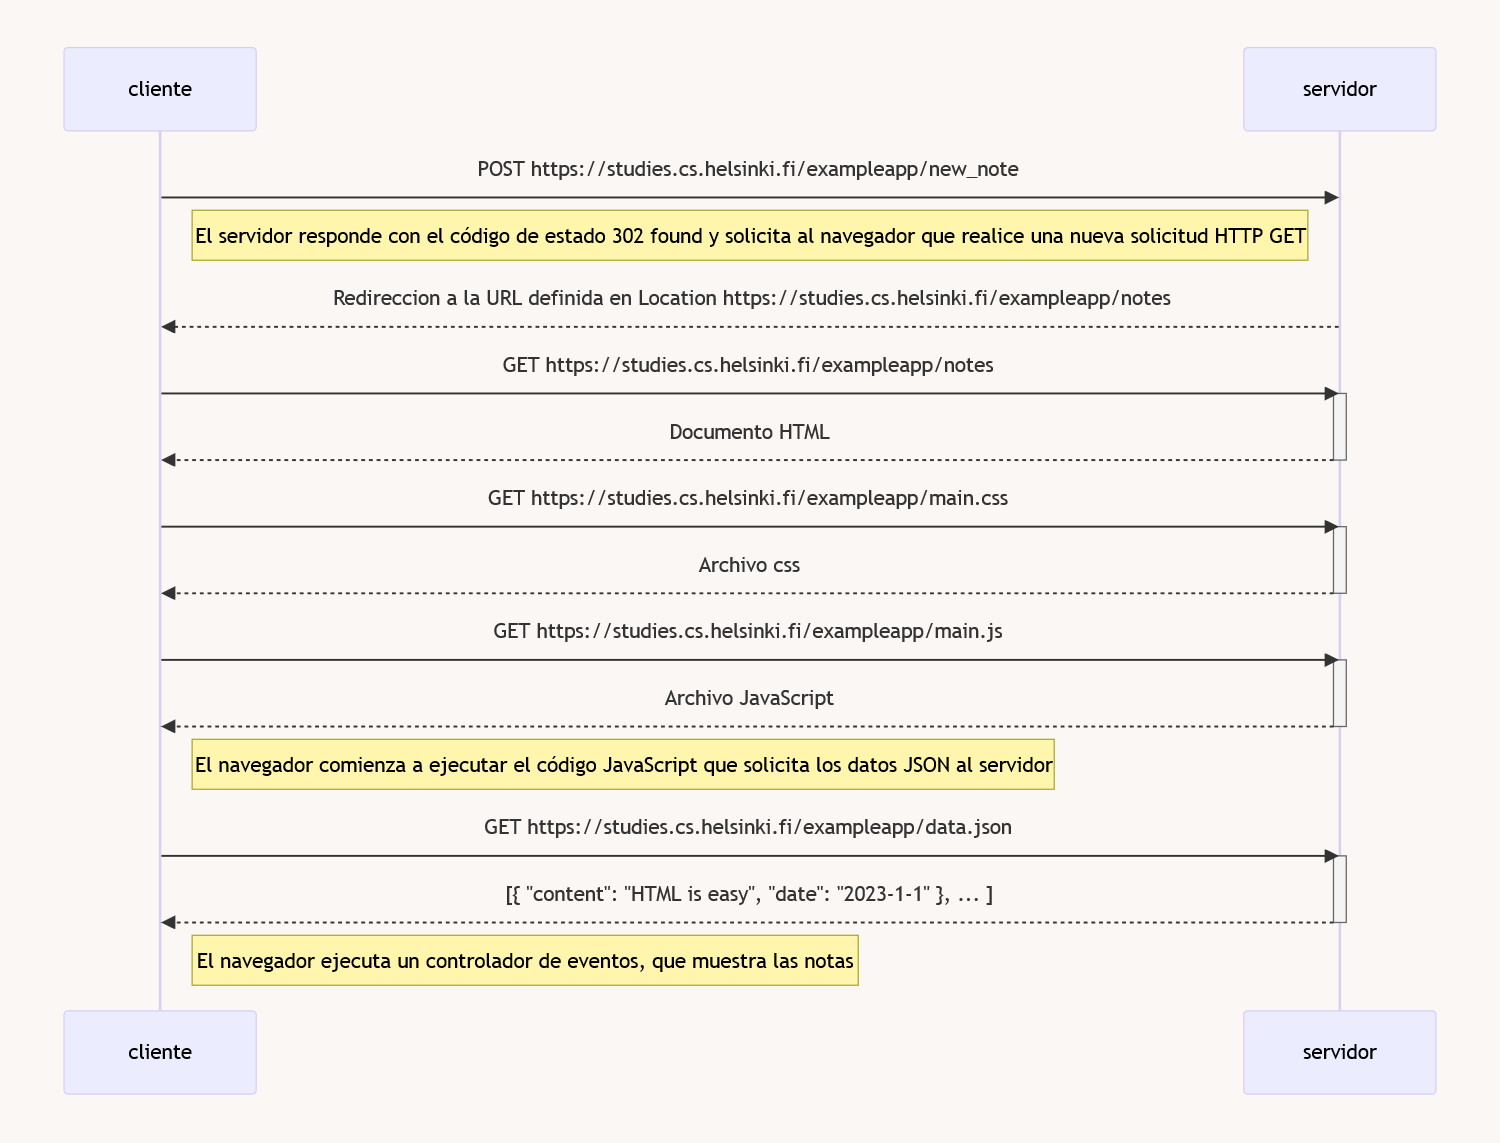 cliente
servidor
POST https://studies.cs.helsinki.fi/exampleapp/new_note
El servidor responde con el código de estado 302 found y solicita al navegador que realice una nueva solicitud HTTP GET
Redireccion a la URL definida en Location https://studies.cs.helsinki.fi/exampleapp/notes
GET https://studies.cs.helsinki.fi/exampleapp/notes
Documento HTML
GET https://studies.cs.helsinki.fi/exampleapp/main.css
Archivo css
GET https://studies.cs.helsinki.fi/exampleapp/main.js
Archivo JavaScript
El navegador comienza a ejecutar el código JavaScript que solicita los datos JSON al servidor
GET https://studies.cs.helsinki.fi/exampleapp/data.json
[{ "content": "HTML is easy", "date": "2023-1-1" }, ... ]
El navegador ejecuta un controlador de eventos, que muestra las notas
cliente
servidor